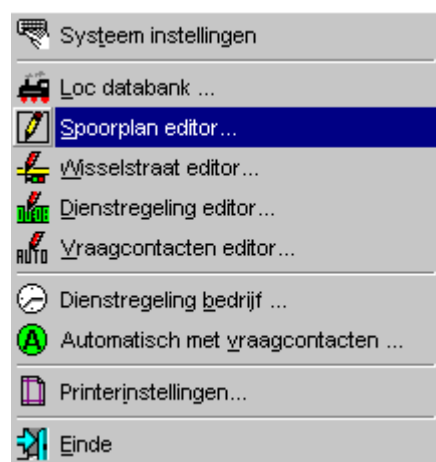 Systeem instellingen
Loc databank ...
Spoorplan editor...
Wisselstraat editor...
Dienstregeling editor...
AUTO Vraagcontacten editor...
Dienstregeling bedrijf ...
A Automatisch met vraagcontacten ...
Printerinstellingen...
Einde